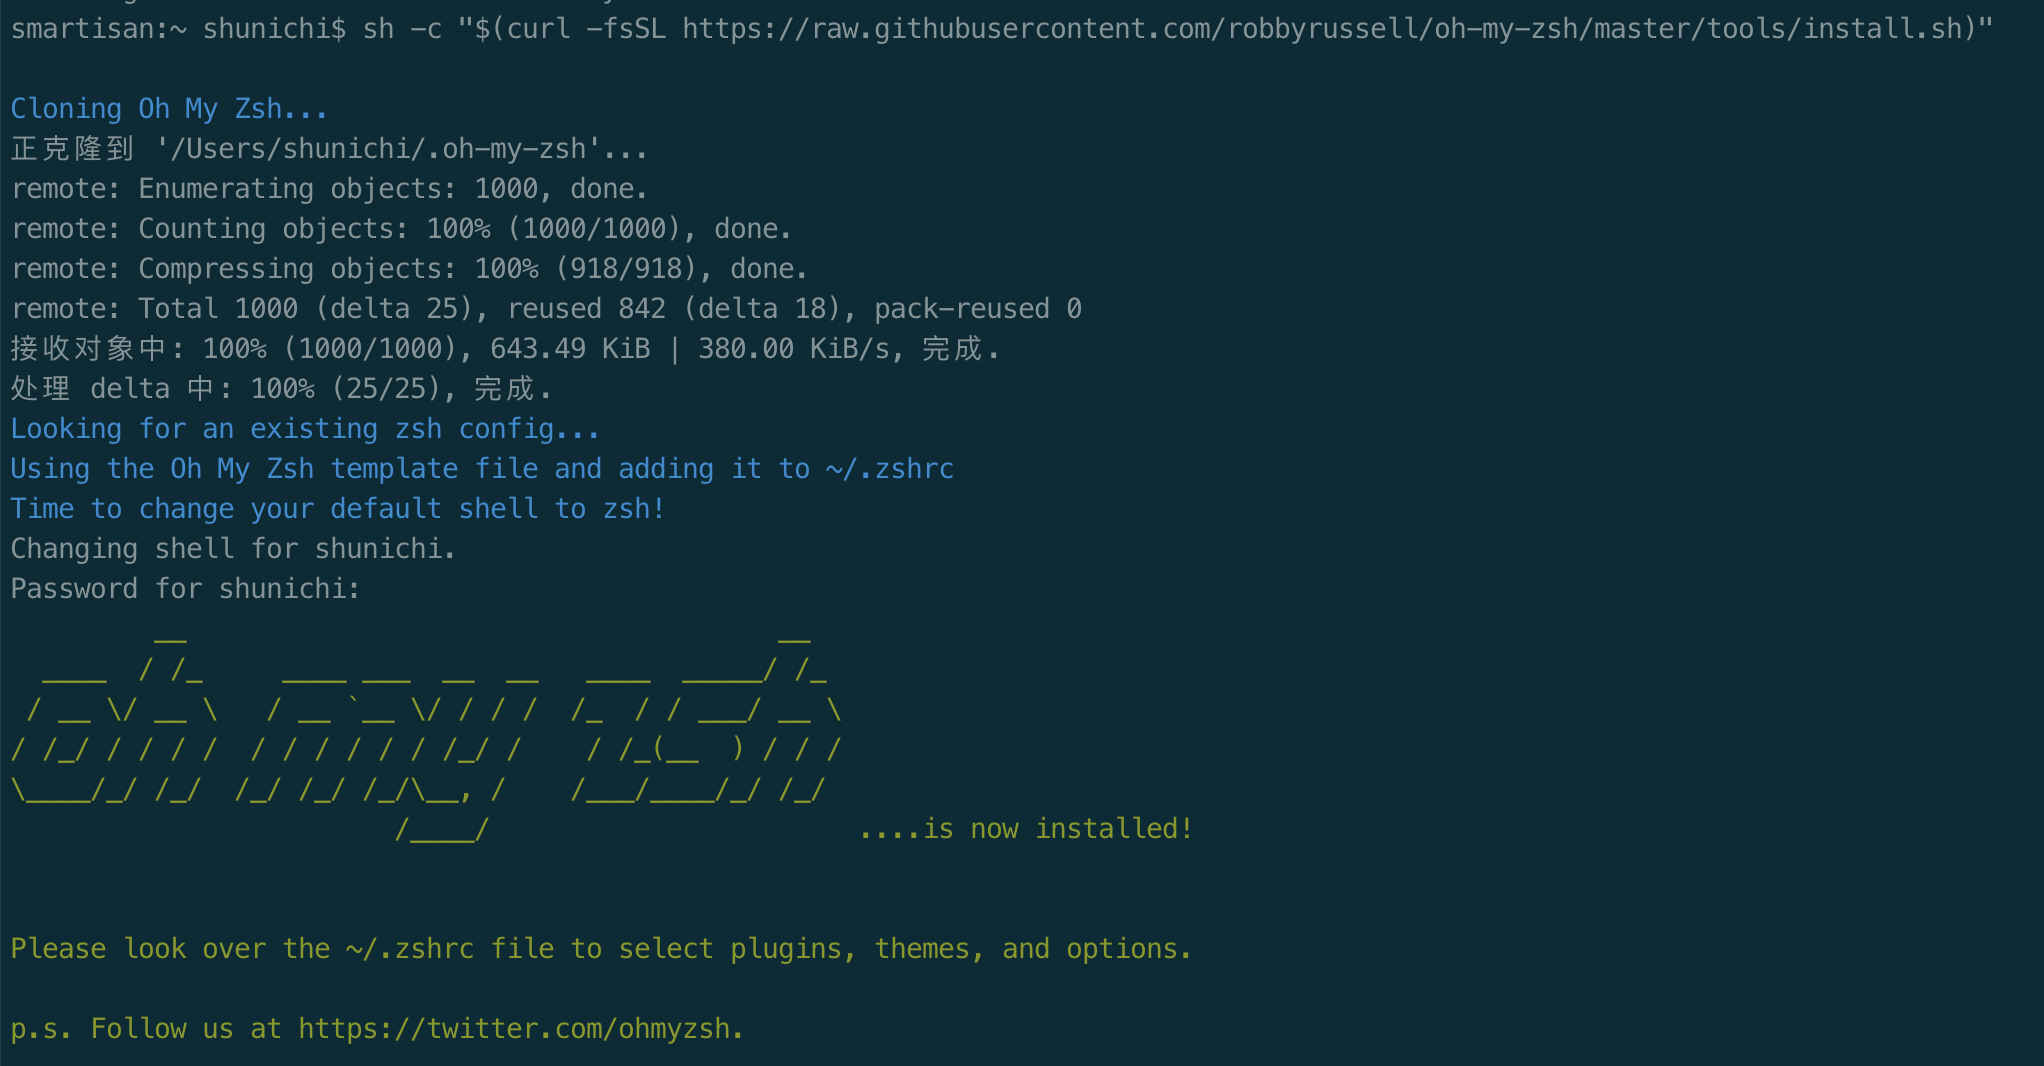 smartisan:~ shunichi$ sh -c "$(curl -fsSL https://raw.githubusercontent.com/robbyrussell/oh-my-zsh/master/tools/install.sh)"
Cloning Oh My Zsh...
正克隆到 '/Users/shunichi/.oh-my-zsh'...
remote: Enumerating objects: 1000, done.
remote: Counting objects: 100% (1000/1000), done.
remote: Compressing objects: 100% (918/918), done.
remote: Total 1000 (delta 25), reused 842 (delta 18), pack-reused 0
接收对象中: 100% (1000/1000), 643.49 KiB | 380.00 KiB/s, 完成.
处理 delta 中: 100% (25/25), 完成.
Looking for an existing zsh config...
Using the Oh My Zsh template file and adding it to ~/.zshrc
Time to change your default shell to zsh!
Changing shell for shunichi.
Password for shunichi:
oh my zsh
....is now installed!
Please look over the ~/.zshrc file to select plugins, themes, and options.
p.s. Follow us at https://twitter.com/ohmyzsh.